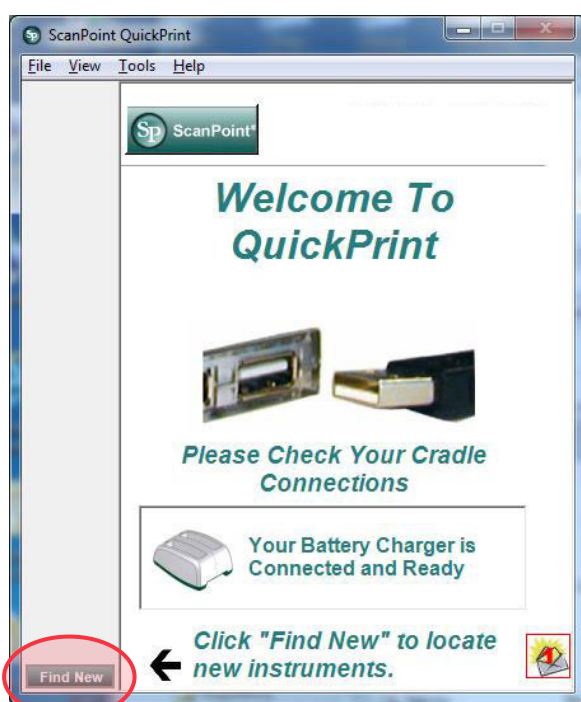 ScanPoint QuickPrint
File View Tools Help
Sp ScanPoint®
Welcome To
QuickPrint
Please Check Your Cradle
Connections
Your Battery Charger is
Connected and Ready
Click "Find New" to locate
new instruments.
Find New